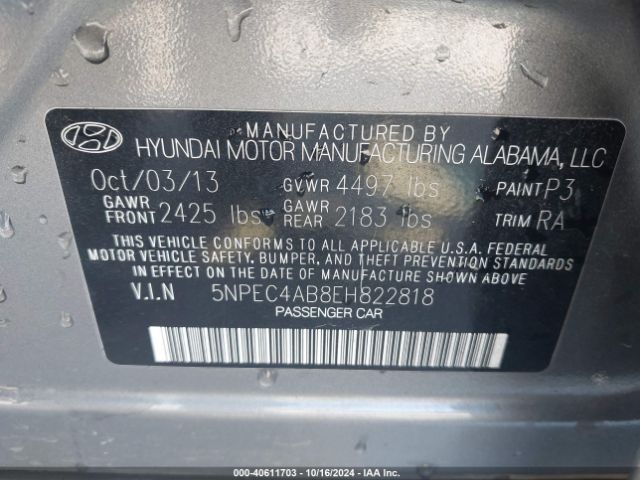 MANUFACTURED BY
HYUNDAI MOTOR MANUFACTURING ALABAMA, LLC
Oct/03/13 GVWR 4497 lbs PAINT P3
GAWR FRONT 2425 lbs GAWR REAR 2183 lbs TRIM RA
THIS VEHICLE CONFORMS TO ALL APPLICABLE U.S.A. FEDERAL
MOTOR VEHICLE SAFETY, BUMPER, AND THEFT PREVENTION STANDARDS
IN EFFECT ON THE DATE OF MANUFACTURE SHOWN ABOVE
V.I.N 5NPEC4AB8EH822818
PASSENGER CAR
000-40611703 - 10/16/2024 - IAA Inc.